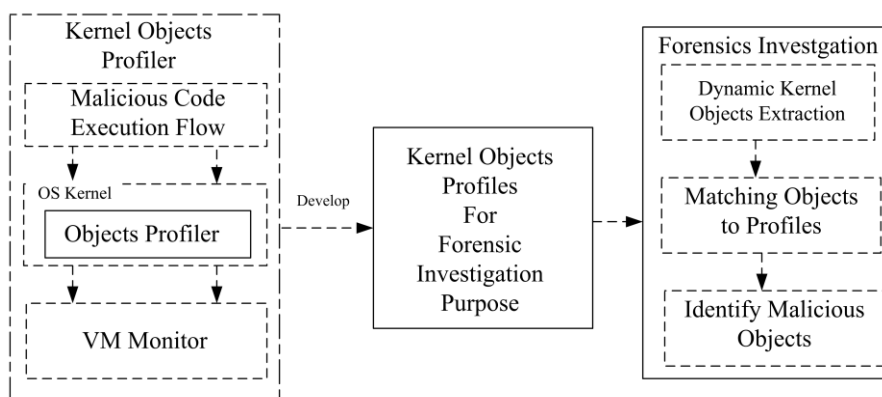 Kernel Objects
Profiler
Malicious Code
Execution Flow
OS Kernel
Objects Profiler
VM Monitor
Develop
Kernel Objects
Profiles
For
Forensic
Investigation
Purpose
Forensics Investgation
Dynamic Kernel
Objects Extraction
Matching Objects
to Profiles
Identify Malicious
Objects